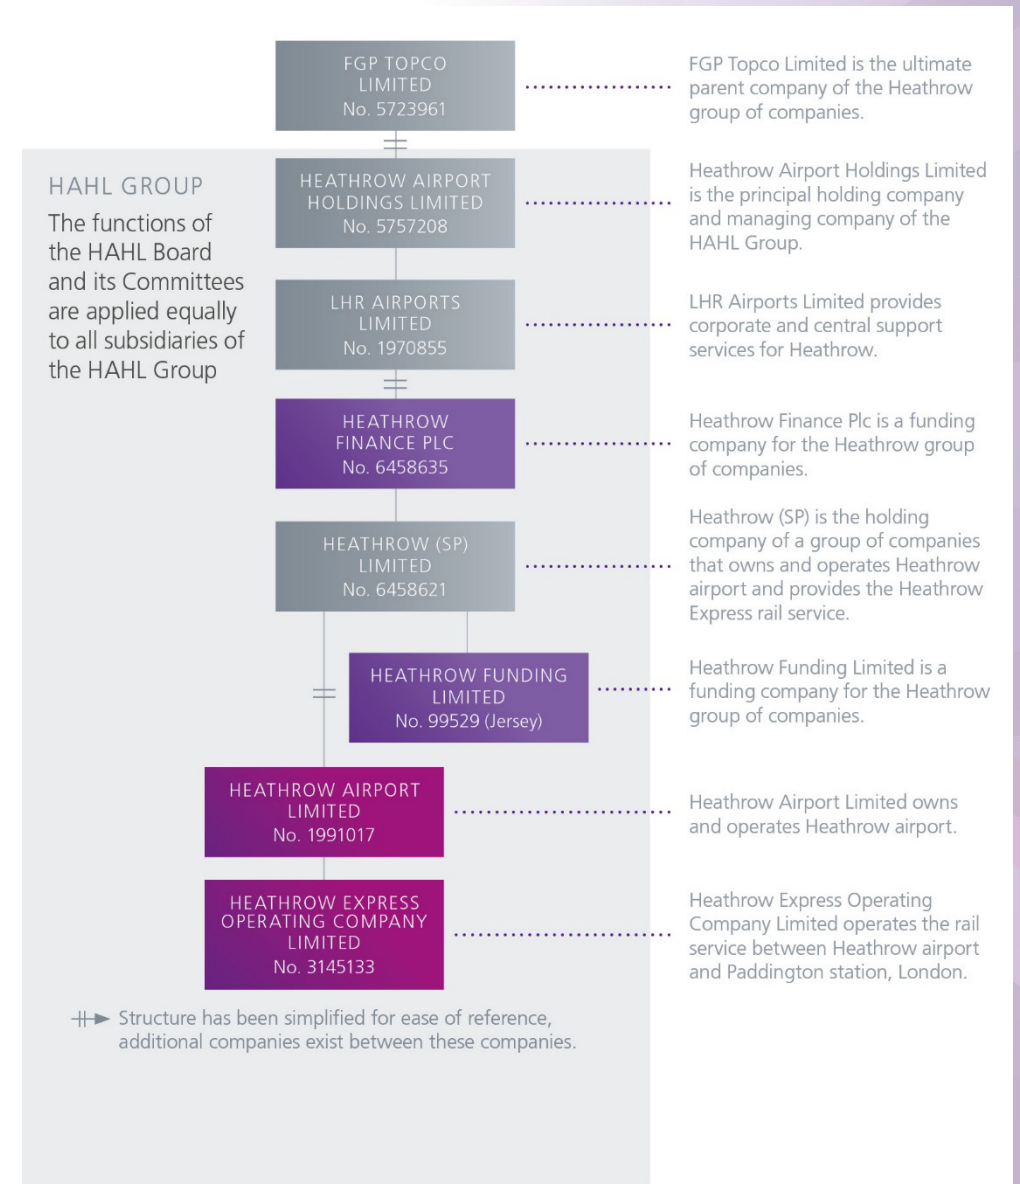 FGP TOPCO
LIMITED
No. 5723961
FGP Topco Limited is the ultimate
parent company of the Heathrow
group of companies.
HAHL GROUP
The functions of
the HAHL Board
and its Committees
are applied equally
to all subsidiaries of
the HAHL Group
HEATHROW AIRPORT
HOLDINGS LIMITED
No. 5757208
Heathrow Airport Holdings Limited
is the principal holding company
and managing company of the
HAHL Group.
LHR AIRPORTS
LIMITED
No. 1970855
LHR Airports Limited provides
corporate and central support
services for Heathrow.
HEATHROW
FINANCE PLC
No. 6458635
Heathrow Finance Plc is a funding
company for the Heathrow group
of companies.
HEATHROW (SP)
LIMITED
No. 6458621
Heathrow (SP) is the holding
company of a group of companies
that owns and operates Heathrow
airport and provides the Heathrow
Express rail service.
HEATHROW FUNDING
LIMITED
No. 99529 (Jersey)
Heathrow Funding Limited is a
funding company for the Heathrow
group of companies.
HEATHROW AIRPORT
LIMITED
No. 1991017
Heathrow Airport Limited owns
and operates Heathrow airport.
HEATHROW EXPRESS
OPERATING COMPANY
LIMITED
No. 3145133
Heathrow Express Operating
Company Limited operates the rail
service between Heathrow airport
and Paddington station, London.
Structure has been simplified for ease of reference,
additional companies exist between these companies.